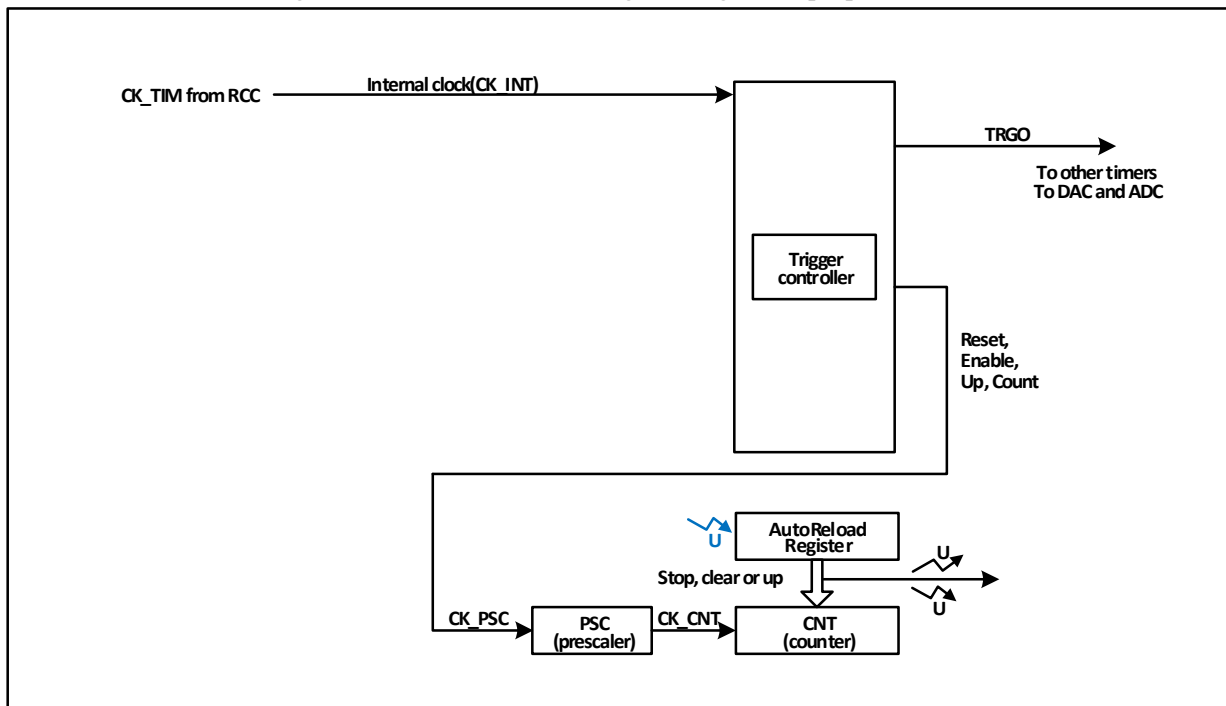 Internal clock(CK_INT)
CK_TIM from RCC
TRGO
To other timers
To DAC and ADC
Trigger
controller
Reset,
Enable,
Up, Count
AutoReload
Register
U
U
Stop, clear or up
U
CK_PSC
PSC
(prescaler)
CK_CNT
CNT
(counter)